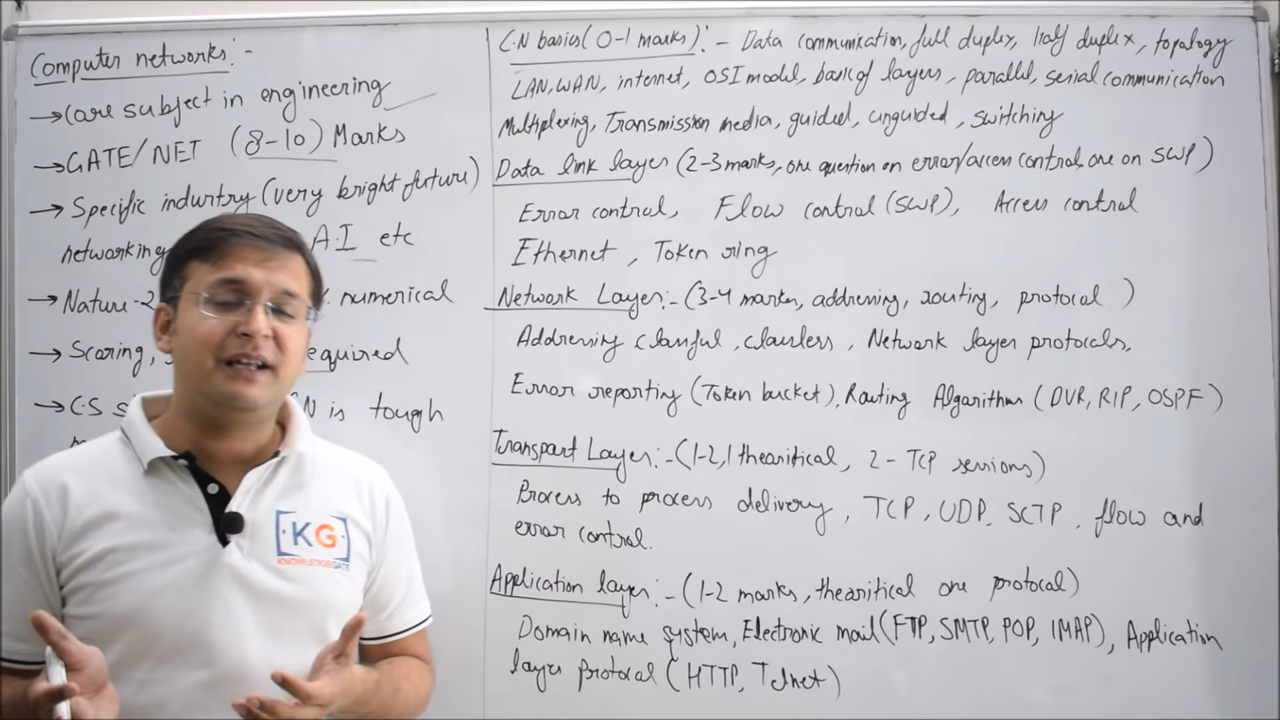 Computer networks:-
→ Core subject in engineering
→ GATE/NET (8-10) Marks
→ Specific industry (very bright future)
networking A.I etc
→ Nature-2 numerical
→ Scoring, required
→ C.S is tough
C.N basics(0-1 marks):- Data communication, full duplex, half duplex, topology
LAN, WAN, internet, OSI model, basic of layers, parallel, serial communication
Multiplexing, Transmission media, guided, unguided, switching
Data link layer (2-3 marks, one question on error/access control, one on SWP)
Error control, Flow control (SWP), Access control
Ethernet, Token ring
Network Layer:- (3-4 marks, addressing, routing, protocol)
Addressing classful, classless, Network layer protocols,
Error reporting (Token bucket), Routing Algorithm (DVR, RIP, OSPF)
Transport Layer:- (1-2, 1 thearitical, 2 - TCP sessions)
Process to process delivery, TCP, UDP, SCTP, flow and
error control.
Application layer:- (1-2 marks, thearitical one protocol)
Domain name system, Electronic mail (FTP, SMTP, POP, IMAP), Application
layer protocol (HTTP, Telnet)
KG
KNOWLEDGEGATE